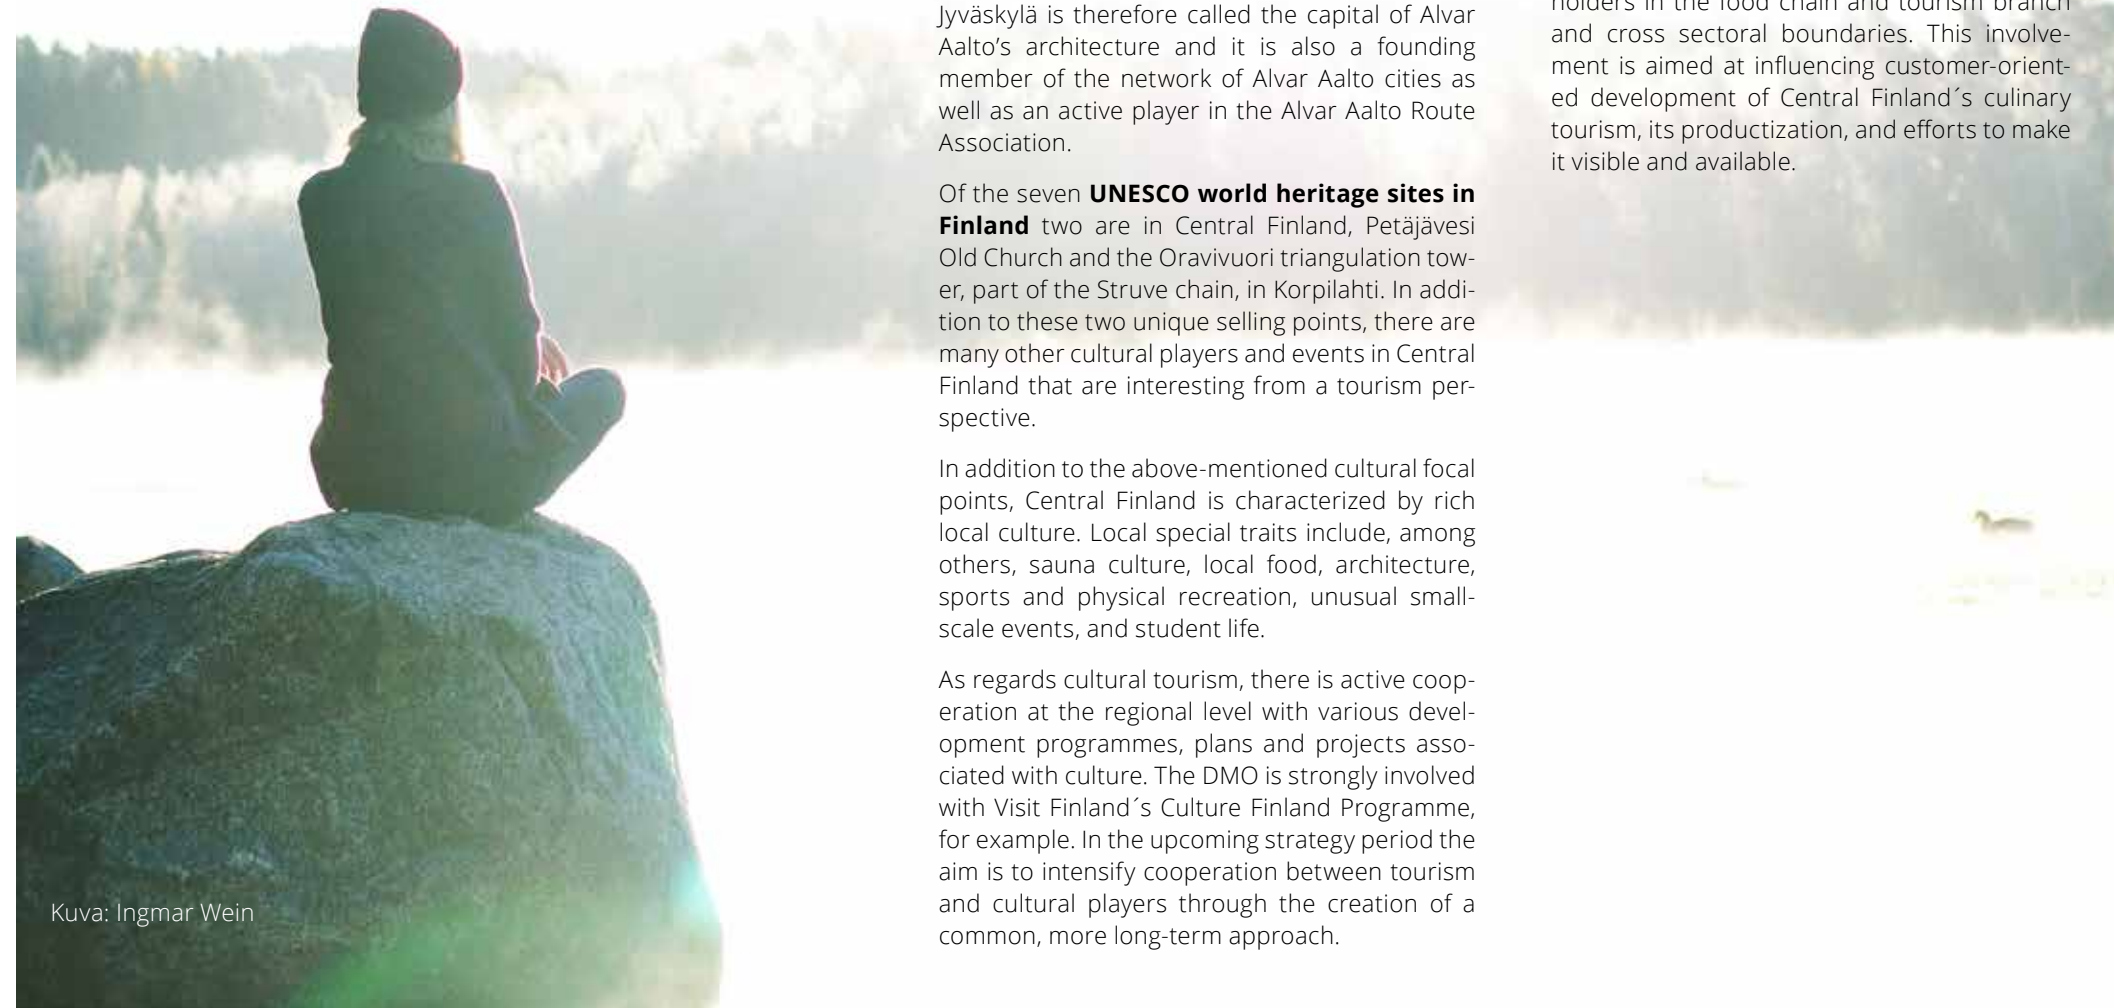 Jyväskylä is therefore called the capital of Alvar
Aalto’s architecture and it is also a founding
member of the network of Alvar Aalto cities as
well as an active player in the Alvar Aalto Route
Association.
Of the seven UNESCO world heritage sites in
Finland two are in Central Finland, Petäjävesi
Old Church and the Oravivuori triangulation tow-
er, part of the Struve chain, in Korpilahti. In addi-
tion to these two unique selling points, there are
many other cultural players and events in Central
Finland that are interesting from a tourism per-
spective.
In addition to the above-mentioned cultural focal
points, Central Finland is characterized by rich
local culture. Local special traits include, among
others, sauna culture, local food, architecture,
sports and physical recreation, unusual small-
scale events, and student life.
As regards cultural tourism, there is active coop-
eration at the regional level with various devel-
opment programmes, plans and projects asso-
ciated with culture. The DMO is strongly involved
with Visit Finland´s Culture Finland Programme,
for example. In the upcoming strategy period the
aim is to intensify cooperation between tourism
and cultural players through the creation of a
common, more long-term approach.
holders in the food chain and tourism branch
and cross sectoral boundaries. This involve-
ment is aimed at influencing customer-orient-
ed development of Central Finland´s culinary
tourism, its productization, and efforts to make
it visible and available.
Kuva: Ingmar Wein